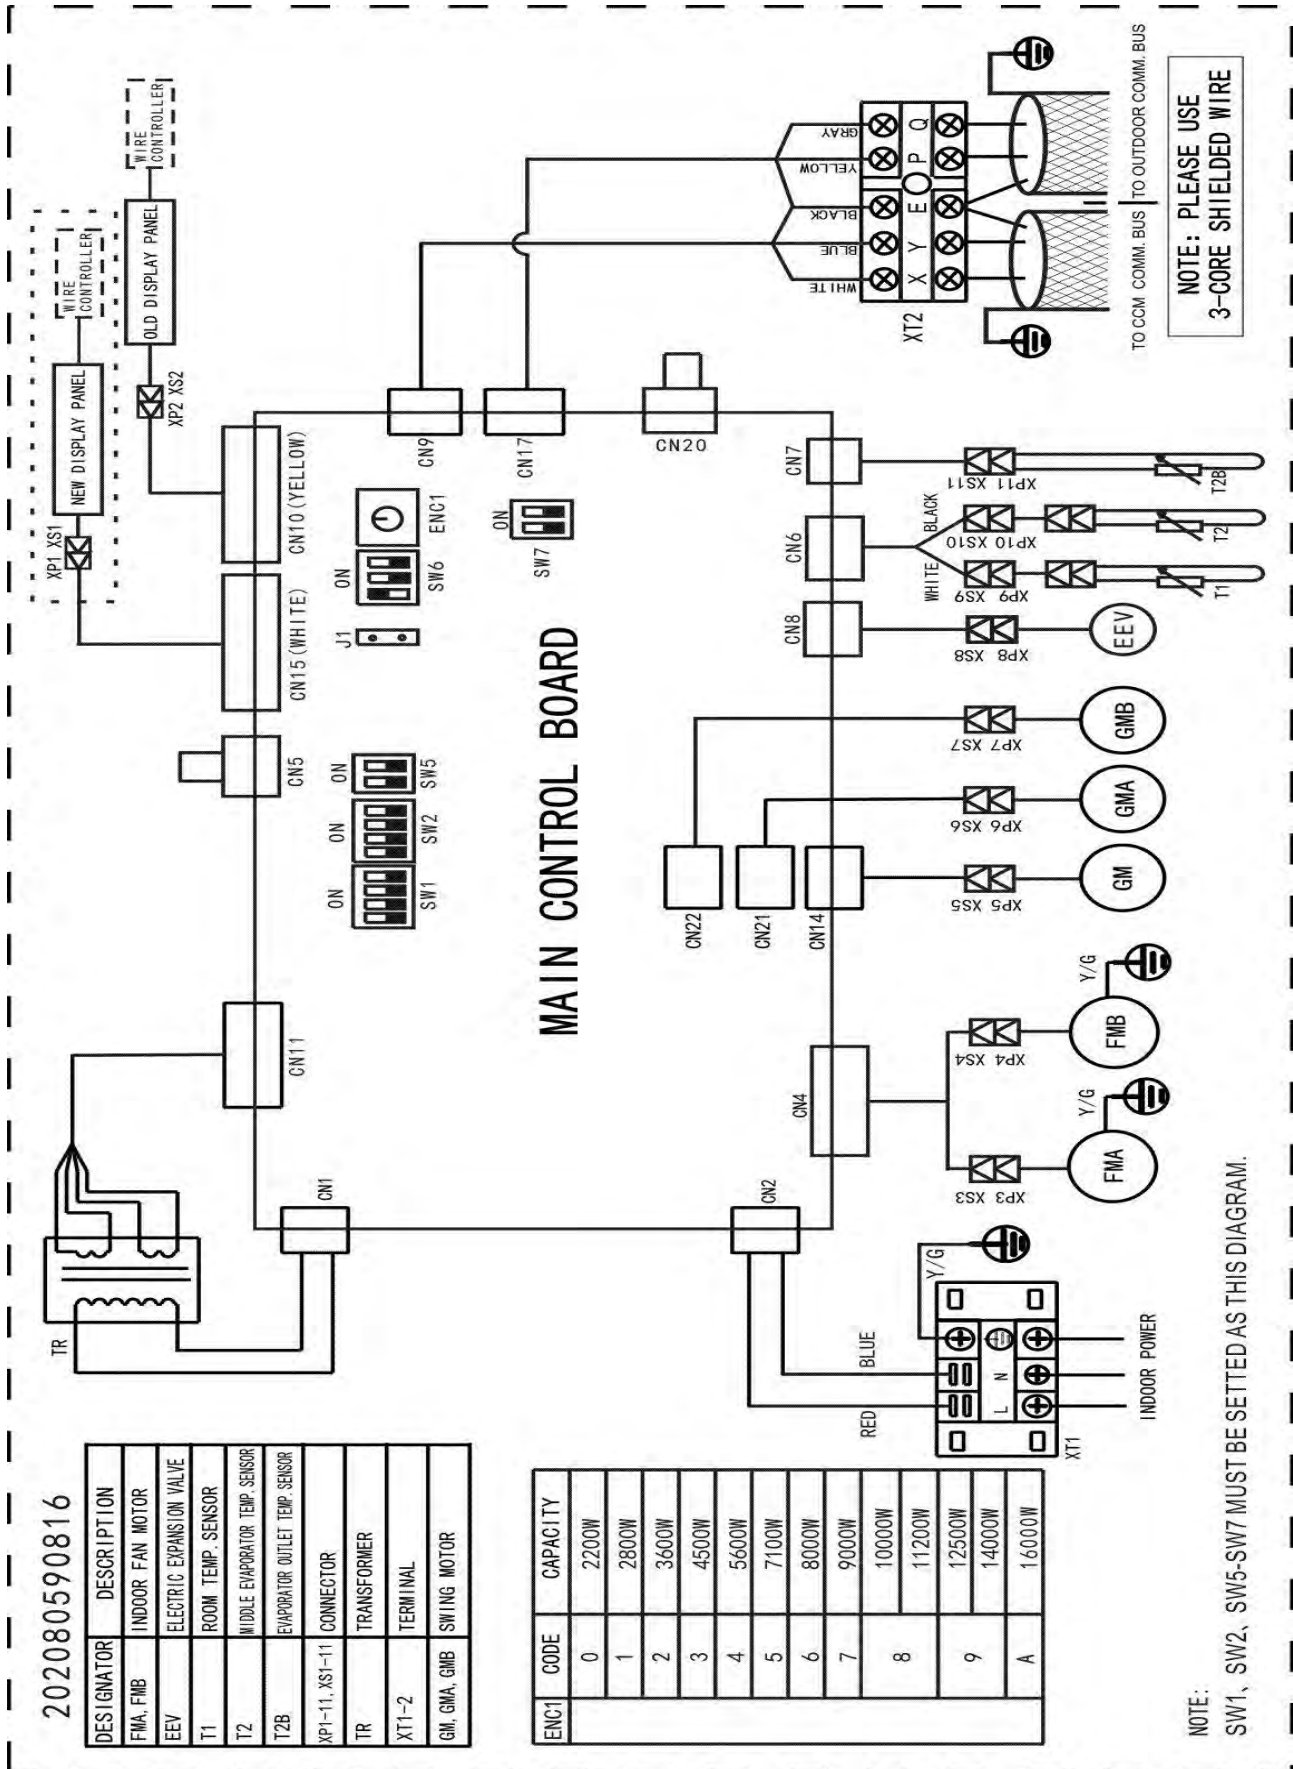 202080590816
DESIGNATOR DESCRIPTION
FMA, FMB INDOOR FAN MOTOR
EEV ELECTRIC EXPANSION VALVE
T1 ROOM TEMP. SENSOR
T2 MIDDLE EVAPORATOR TEMP. SENSOR
T2B EVAPORATOR OUTLET TEMP. SENSOR
XP1-11, XS1-11 CONNECTOR
TR TRANSFORMER
XT1-2 TERMINAL
GM, GMA, GMB SWING MOTOR
ENC1 CODE CAPACITY
0 2200W
1 2800W
2 3600W
3 4500W
4 5600W
5 7100W
6 8000W
7 9000W
8 10000W
11200W
9 12500W
14000W
A 16000W
NOTE:
SW1、SW2、SW5-SW7 MUST BE SETTED AS THIS DIAGRAM.
TR
CN1
CN11
CN5
CN15(WHITE)
CN10(YELLOW)
XP1 XS1
NEW DISPLAY PANEL
WIRE
CONTROLLER
XP2 XS2
OLD DISPLAY PANEL
WIRE
CONTROLLER
ON
SW1
ON
SW2
ON
SW5
J1
ON
SW6
ENC1
ON
SW7
MAIN CONTROL BOARD
CN9
CN17
CN20
CN22
CN21
CN14
CN8
CN6
CN7
CN4
CN2
RED
BLUE
Y/G
L N
XT1
INDOOR POWER
XS3 XP3
FMA
Y/G
XS4 XP4
FMB
Y/G
XS5 XP5
GM
XS6 XP6
GMA
XS7 XP7
GMB
XS8 XP8
EEV
WHITE
BLACK
XS9 XP9
T1
XS10 XP10
T2
XS11 XP11
T2B
WHITE
BLUE
BLACK
YELLOW
GRAY
X Y E P Q
XT2
TO CCM COMM. BUS
TO OUTDOOR COMM. BUS
NOTE: PLEASE USE
3-CORE SHIELDED WIRE